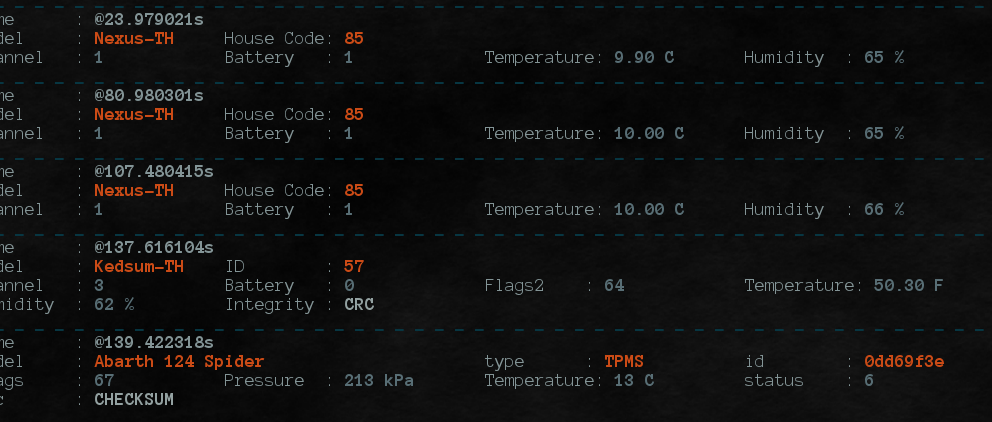 me : @23.979021s
del : Nexus-TH House Code: 85
annel : 1 Battery : 1 Temperature: 9.90 C Humidity : 65 %
me : @80.980301s
del : Nexus-TH House Code: 85
annel : 1 Battery : 1 Temperature: 10.00 C Humidity : 65 %
me : @107.480415s
del : Nexus-TH House Code: 85
annel : 1 Battery : 1 Temperature: 10.00 C Humidity : 66 %
me : @137.616104s
del : Kedsum-TH ID : 57
annel : 3 Battery : 0 Flags2 : 64 Temperature: 50.30 F
midity : 62 % Integrity : CRC
me : @139.422318s
del : Abarth 124 Spider type : TPMS id : 0dd69f3e
ags : 67 Pressure : 213 kPa Temperature: 13 C status : 6
c : CHECKSUM